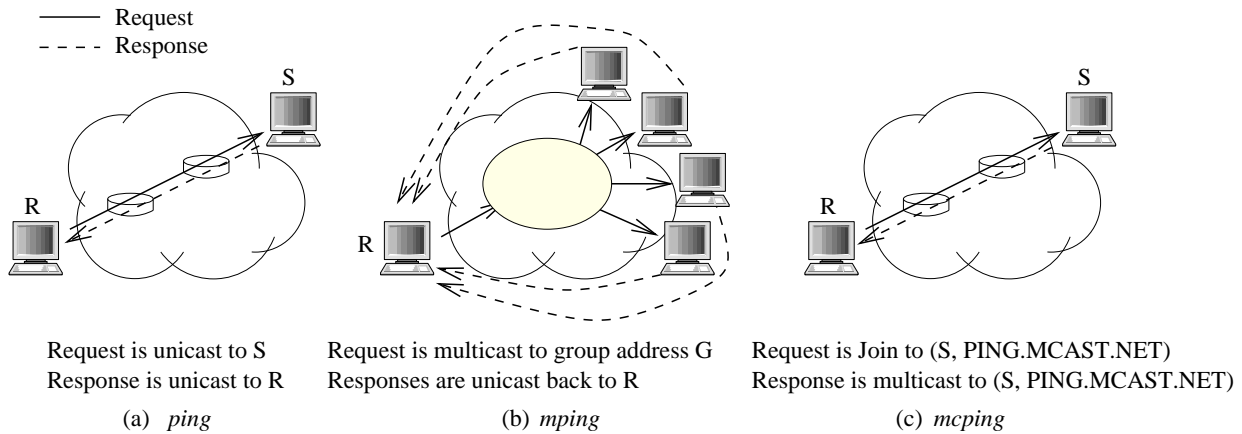 Request
Response
S
R
R
S
R
Request is unicast to S
Response is unicast to R
(a) ping
Request is multicast to group address G
Responses are unicast back to R
(b) mping
Request is Join to (S, PING.MCAST.NET)
Response is multicast to (S, PING.MCAST.NET)
(c) mcping